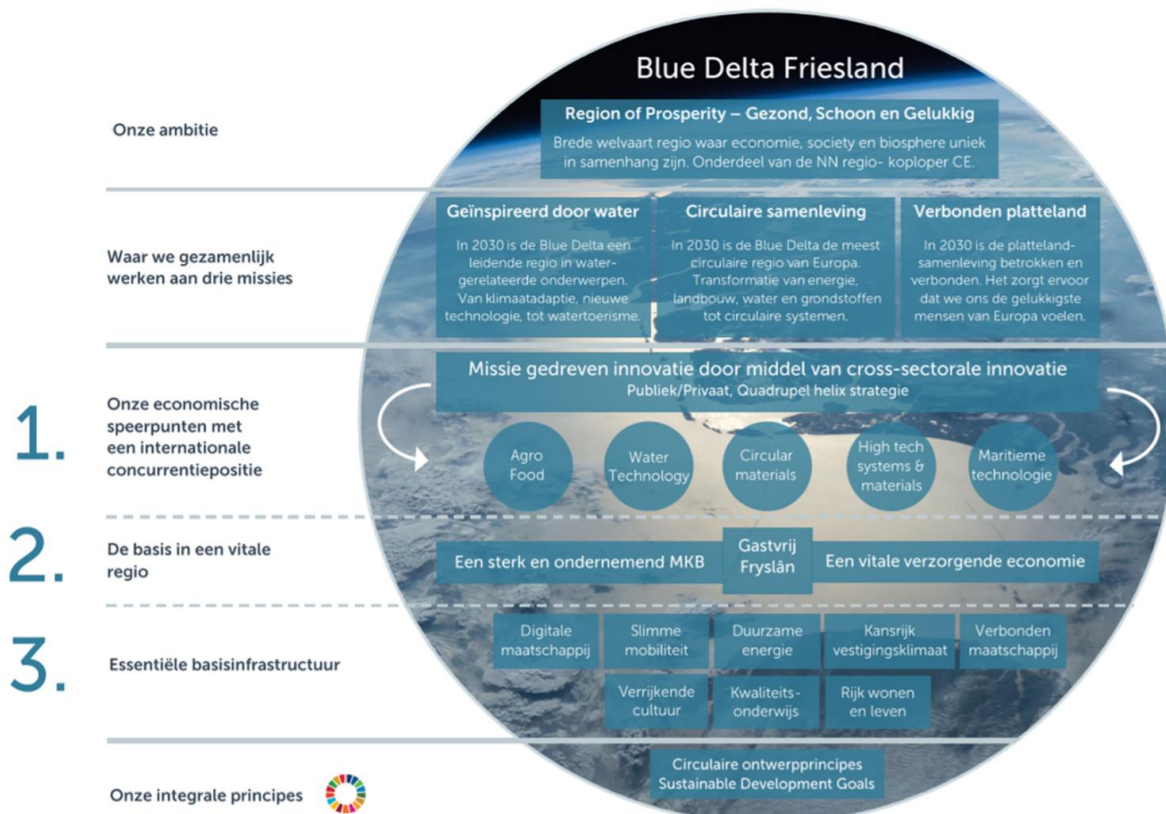 Blue Delta Friesland
Onze ambitie
Region of Prosperity – Gezond, Schoon en Gelukkig
Brede welvaart regio waar economie, society en biosphere uniek
in samenhang zijn. Onderdeel van de NN regio- koploper CE.
Waar we gezamenlijk
werken aan drie missies
Geïnspireerd door water
In 2030 is de Blue Delta een
leidende regio in water-
gerelateerde onderwerpen.
Van klimaatadaptie, nieuwe
technologie, tot watertoerisme.
Circulaire samenleving
In 2030 is de Blue Delta de meest
circulaire regio van Europa.
Transformatie van energie,
landbouw, water en grondstoffen
tot circulaire systemen.
Verbonden platteland
In 2030 is de platteland-
samenleving betrokken en
verbonden. Het zorgt ervoor
dat we ons de gelukkigste
mensen van Europa voelen.
1.
Onze economische
speerpunten met
een internationale
concurrentiepositie
Missie gedreven innovatie door middel van cross-sectorale innovatie
Publiek/Privaat, Quadrupel helix strategie
Agro
Food
Water
Technology
Circular
materials
High tech
systems &
materials
Maritieme
technologie
2.
De basis in een vitale
regio
Een sterk en ondernemend MKB
Gastvrij
Fryslân
Een vitale verzorgende economie
3.
Essentiële basisinfrastructuur
Digitale
maatschappij
Slimme
mobiliteit
Duurzame
energie
Kansrijk
vestigingsklimaat
Verbonden
maatschappij
Verrijkende
cultuur
Kwaliteits-
onderwijs
Rijk wonen
en leven
Onze integrale principes
Circulaire ontwerpprincipes
Sustainable Development Goals